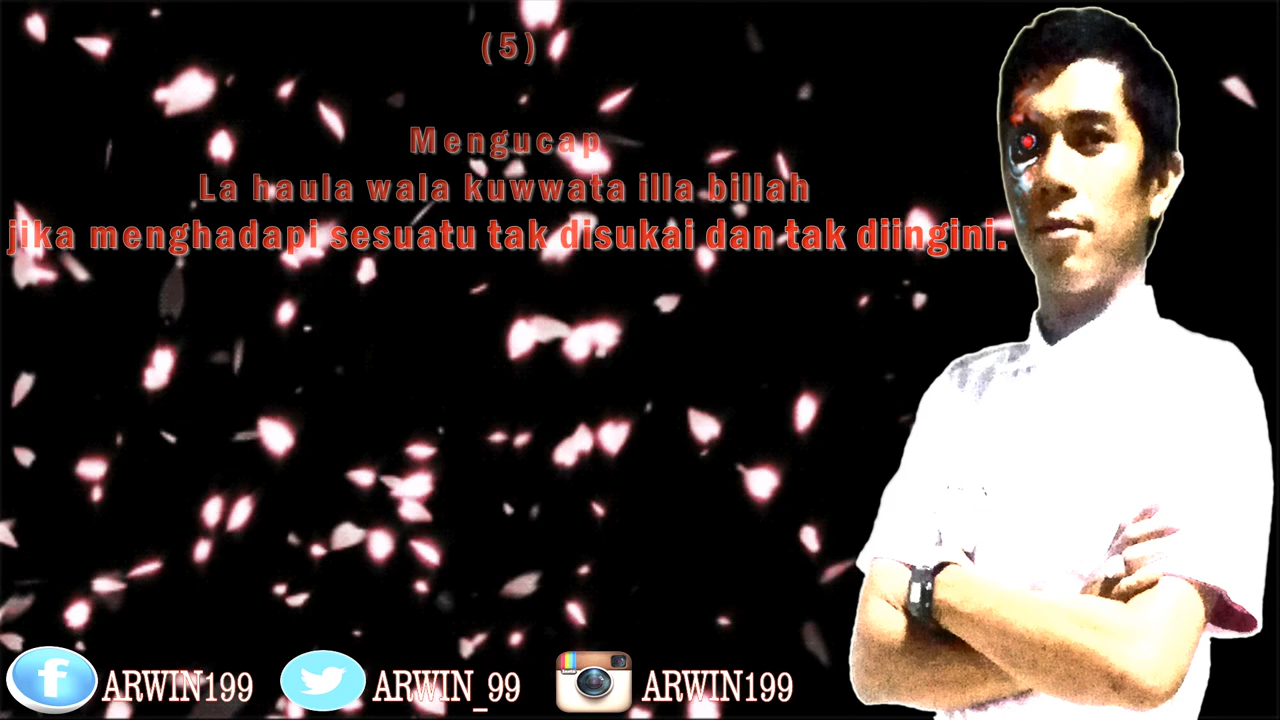 (5)
Mengucap
La haula wala kuwwata illa billah
jika menghadapi sesuatu tak disukai dan tak diingini.
f ARWIN199 ARWIN_99 ARWIN199